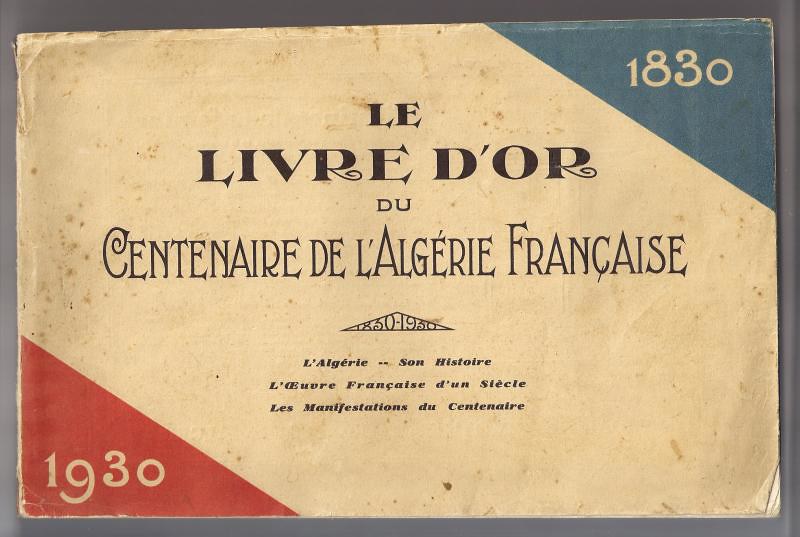 1830
LE
LIVRE D'OR
DU
CENTENAIRE DE L'ALGÉRIE FRANÇAISE
1830-1930
L'Algérie -- Son Histoire
L'Œuvre Française d'un Siècle
Les Manifestations du Centenaire
1930